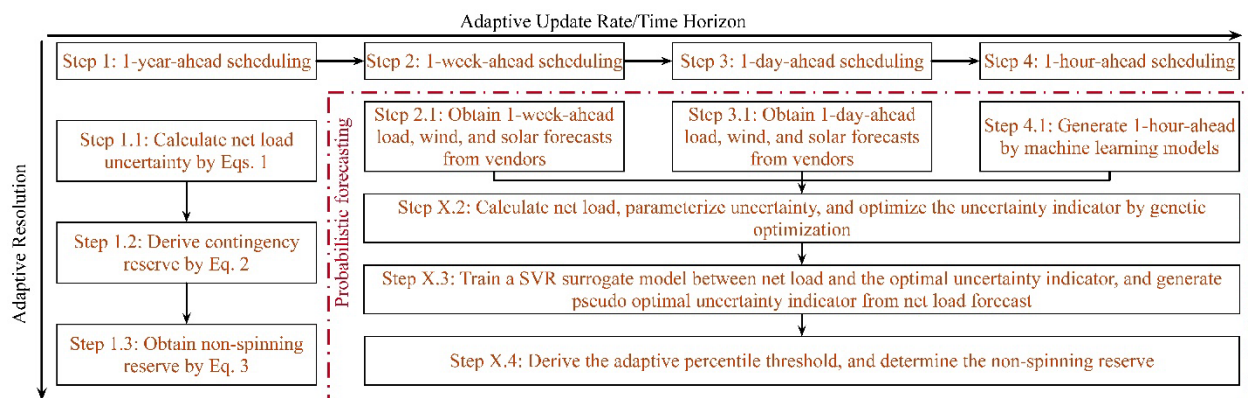 Adaptive Update Rate/Time Horizon
Step 1: 1-year-ahead scheduling
Step 2: 1-week-ahead scheduling
Step 3: 1-day-ahead scheduling
Step 4: 1-hour-ahead scheduling
Adaptive Resolution
Step 1.1: Calculate net load
uncertainty by Eqs. 1
Step 1.2: Derive contingency
reserve by Eq. 2
Step 1.3: Obtain non-spinning
reserve by Eq. 3
Probabilistic forecasting
Step 2.1: Obtain 1-week-ahead
load, wind, and solar forecasts
from vendors
Step 3.1: Obtain 1-day-ahead
load, wind, and solar forecasts
from vendors
Step 4.1: Generate 1-hour-ahead
by machine learning models
Step X.2: Calculate net load, parameterize uncertainty, and optimize the uncertainty indicator by genetic
optimization
Step X.3: Train a SVR surrogate model between net load and the optimal uncertainty indicator, and generate
pseudo optimal uncertainty indicator from net load forecast
Step X.4: Derive the adaptive percentile threshold, and determine the non-spinning reserve